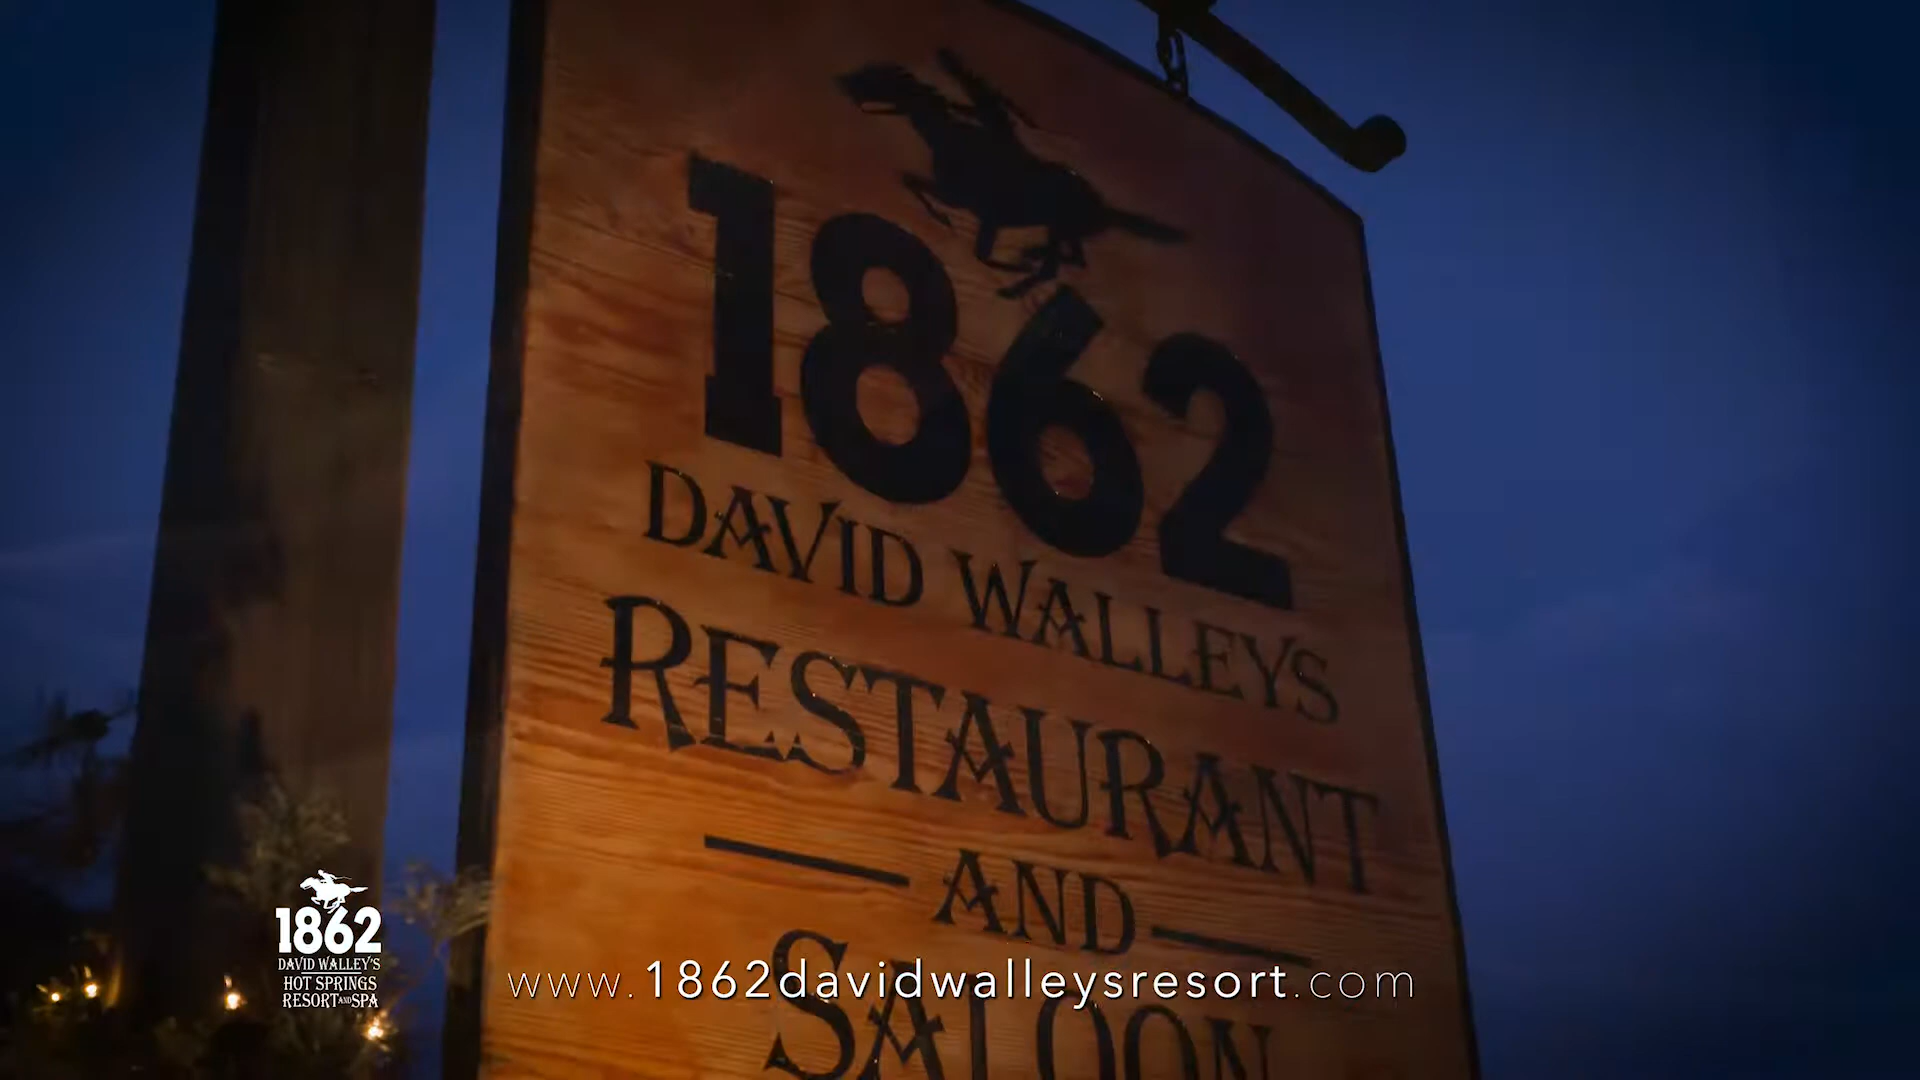 1862
DAVID WALLEYS
RESTAURANT
AND
SALOON
1862
DAVID WALLEY'S
HOT SPRINGS
RESORT AND SPA
www.1862davidwalleysresort.com